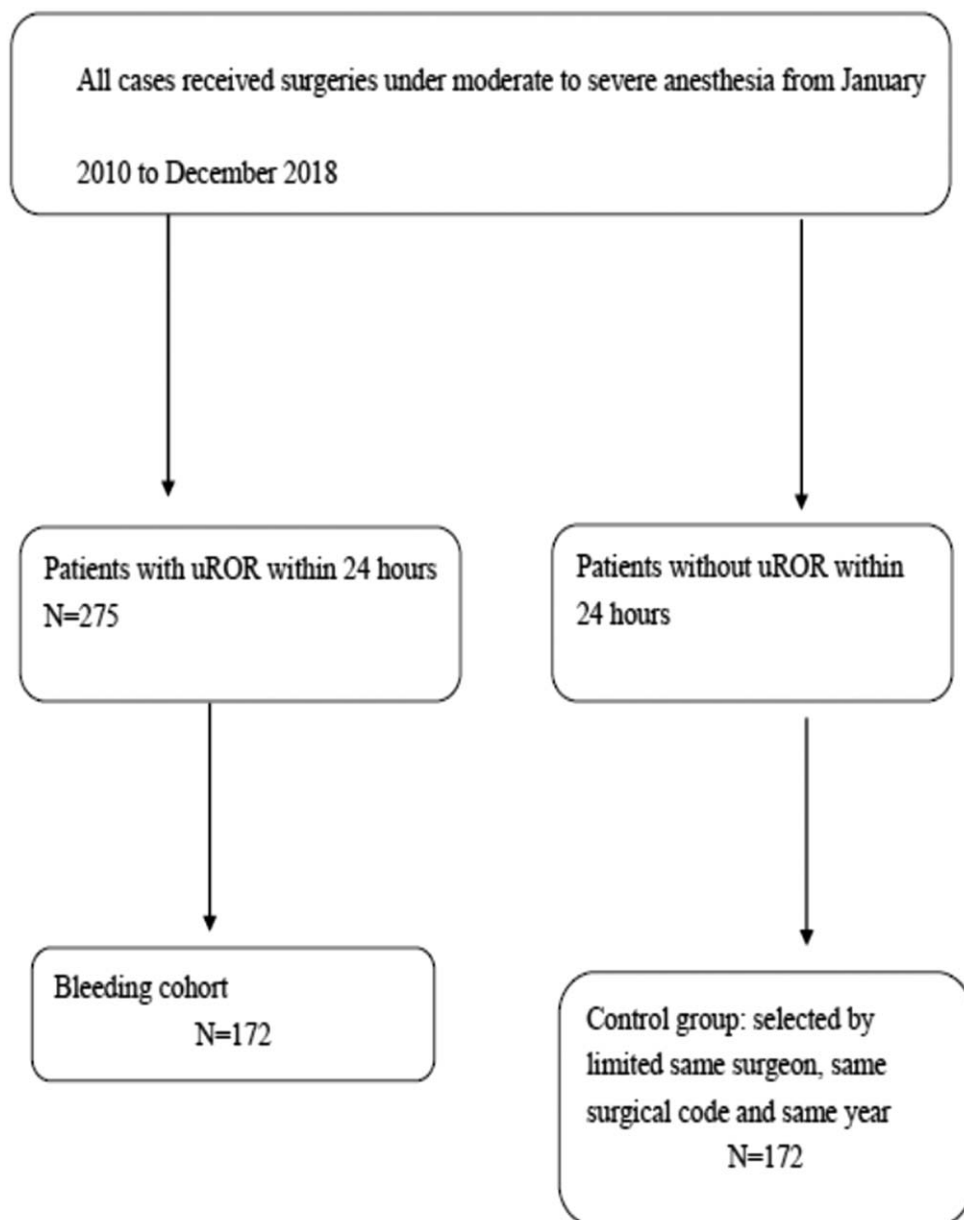 All cases received surgeries under moderate to severe anesthesia from January
2010 to December 2018
Patients with uROR within 24 hours
N=275
Patients without uROR within
24 hours
Bleeding cohort
N=172
Control group: selected by
limited same surgeon, same
surgical code and same year
N=172